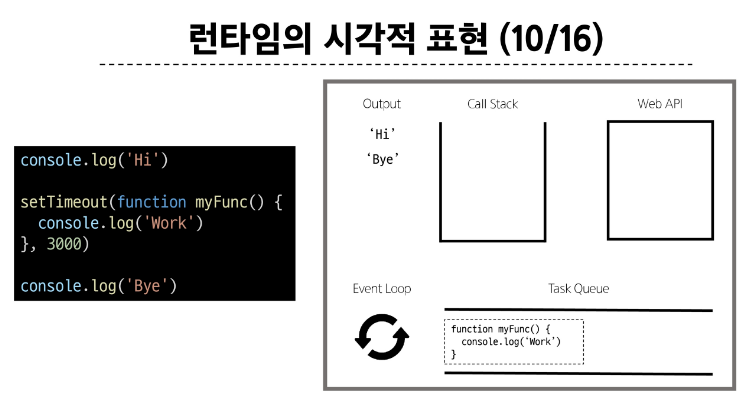 런타임의 시각적 표현 (10/16)
console.log('Hi')
setTimeout(function myFunc() {
  console.log('Work')
}, 3000)
console.log('Bye')
Output
Call Stack
Web API
‘Hi’
‘Bye’
Event Loop
Task Queue
function myFunc() {
  console.log(‘Work’)
}